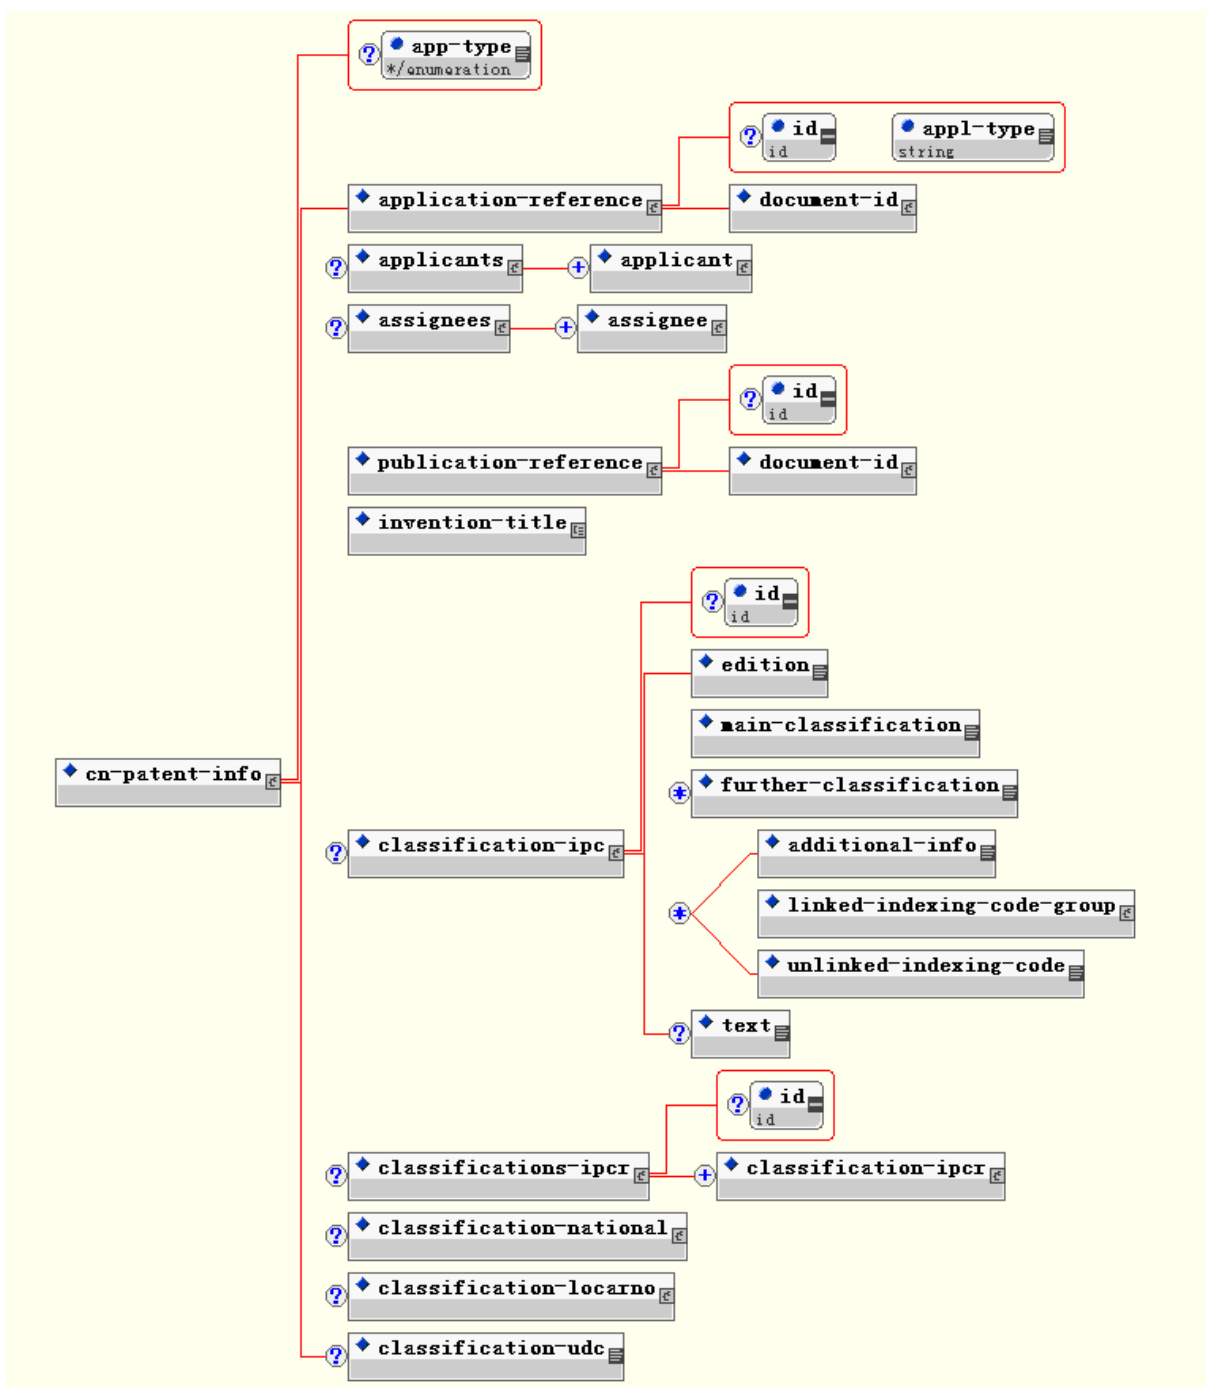 app-type
*/enumeration
id
id
appl-type
string
application-reference
document-id
applicants
applicant
assignees
assignee
id
id
publication-reference
document-id
invention-title
id
id
edition
main-classification
cn-patent-info
further-classification
classification-ipc
additional-info
linked-indexing-code-group
unlinked-indexing-code
text
id
id
classifications-ipcr
classification-ipcr
classification-national
classification-locarno
classification-udc